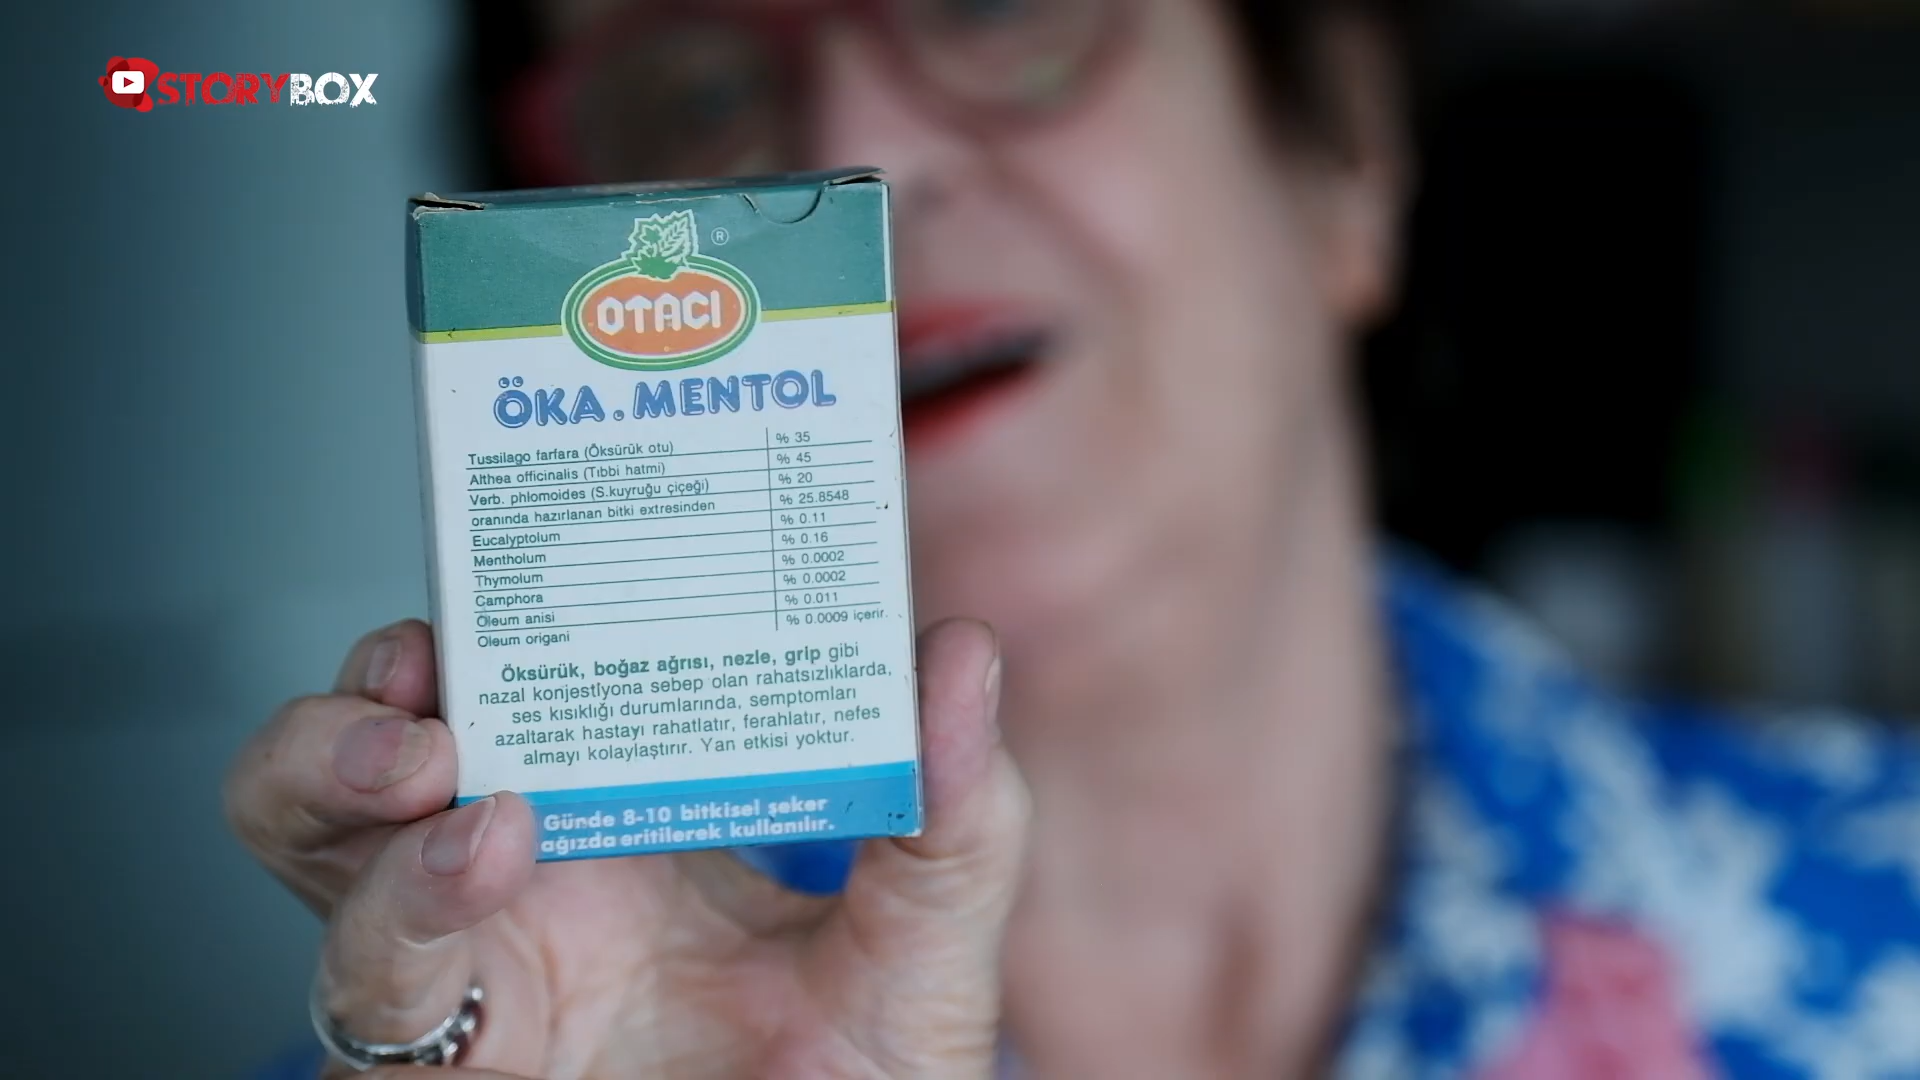 STORYBOX
®
OTACI
ÖKA.MENTOL
Tussilago farfara (Öksürük otu) % 35
Althea officinalis (Tıbbi hatmi) % 45
Verb. phlomoides (S.kuyruğu çiçeği) % 20
oranında hazırlanan bitki extresinden % 25.8548
Eucalyptolum % 0.11
Mentholum % 0.16
Thymolum % 0.0002
Camphora % 0.0002
Oleum anisi % 0.011
Oleum origani % 0.0009 içerir.
Öksürük, boğaz ağrısı, nezle, grip gibi
nazal konjestiyona sebep olan rahatsızlıklarda,
ses kısıklığı durumlarında, semptomları
azaltarak hastayı rahatlatır, ferahlatır, nefes
almayı kolaylaştırır. Yan etkisi yoktur.
Günde 8-10 bitkisel şeker
ağızda eritilerek kullanılır.